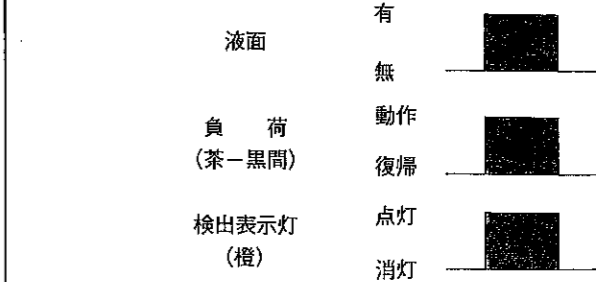 有
液面
無
動作
負 荷
(茶－黒間)
復帰
点灯
検出表示灯
(橙)
消灯